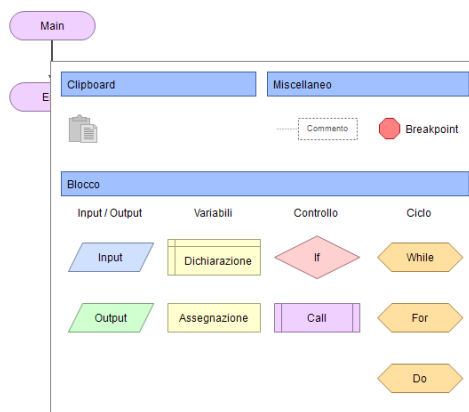 Main
E
Clipboard Miscellaneo
Commento Breakpoint
Blocco
Input / Output Variabili Controllo Ciclo
Input Dichiarazione If While
Output Assegnazione Call For
Do